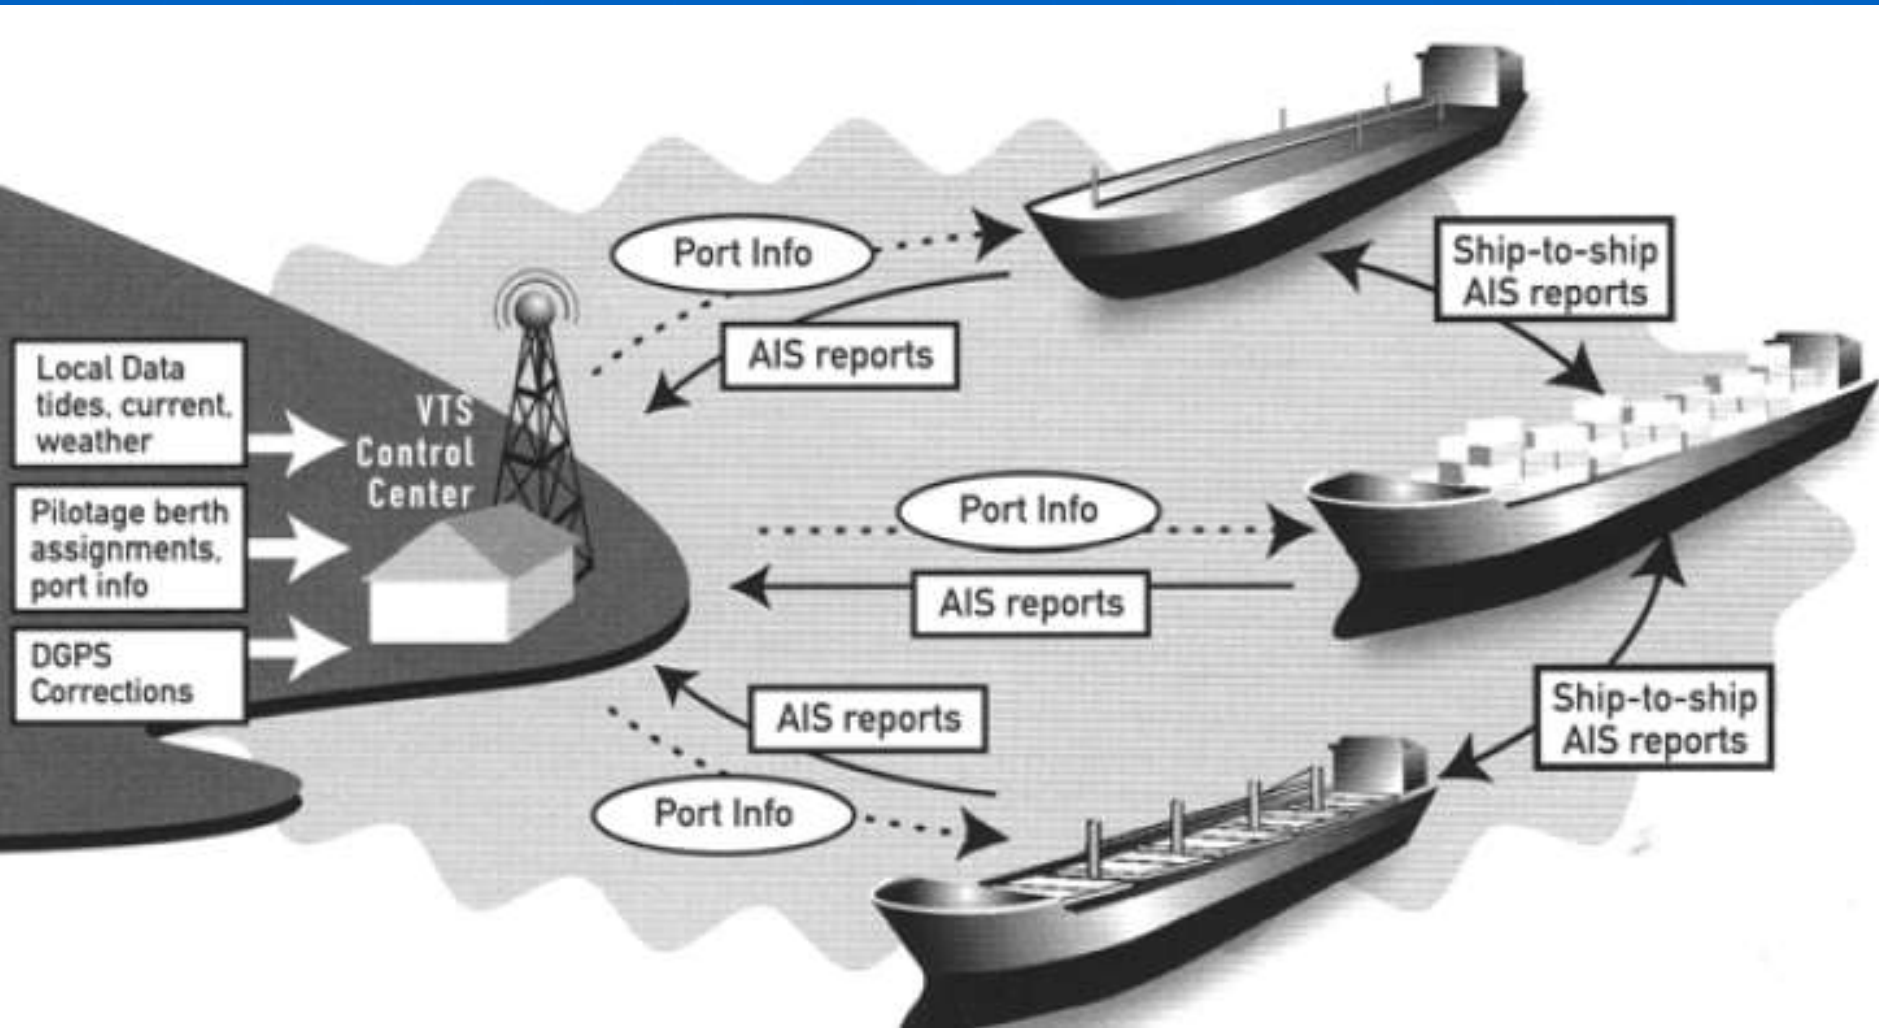 Port Info
Ship-to-ship
AIS reports
AIS reports
Local Data
tides, current,
weather
VTS
Control
Center
Pilotage berth
assignments,
port info
Port Info
AIS reports
DGPS
Corrections
AIS reports
Ship-to-ship
AIS reports
Port Info